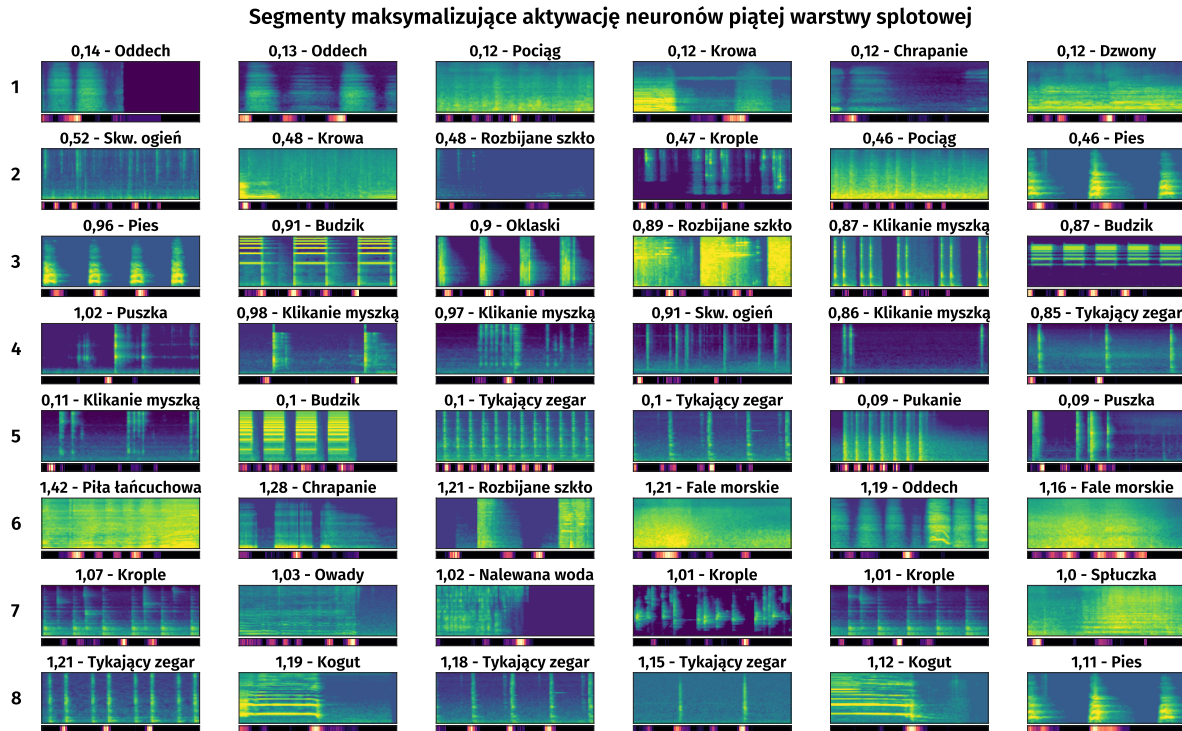 Segmenty maksymalizujące aktywację neuronów piątej warstwy splotowej
0,14 - Oddech 0,13 - Oddech 0,12 - Pociąg 0,12 - Krowa 0,12 - Chrapanie 0,12 - Dzwony
1
0,52 - Skw. ogień 0,48 - Krowa 0,48 - Rozbijane szkło 0,47 - Krople 0,46 - Pociąg 0,46 - Pies
2
0,96 - Pies 0,91 - Budzik 0,9 - Oklaski 0,89 - Rozbijane szkło 0,87 - Klikanie myszką 0,87 - Budzik
3
1,02 - Puszka 0,98 - Klikanie myszką 0,97 - Klikanie myszką 0,91 - Skw. ogień 0,86 - Klikanie myszką 0,85 - Tykający zegar
4
0,11 - Klikanie myszką 0,1 - Budzik 0,1 - Tykający zegar 0,1 - Tykający zegar 0,09 - Pukanie 0,09 - Puszka
5
1,42 - Piła łańcuchowa 1,28 - Chrapanie 1,21 - Rozbijane szkło 1,21 - Fale morskie 1,19 - Oddech 1,16 - Fale morskie
6
1,07 - Krople 1,03 - Owady 1,02 - Nalewana woda 1,01 - Krople 1,01 - Krople 1,0 - Spłuczka
7
1,21 - Tykający zegar 1,19 - Kogut 1,18 - Tykający zegar 1,15 - Tykający zegar 1,12 - Kogut 1,11 - Pies
8